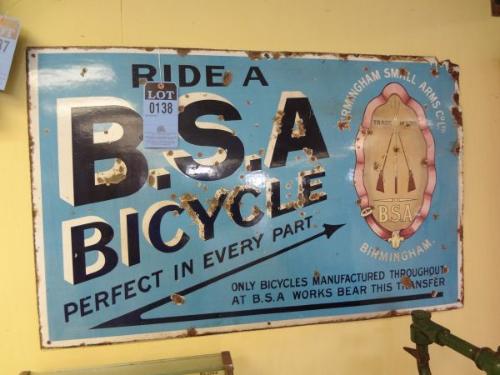 RIDE A
LOT
0138
B.S.A
BICYCLE
PERFECT IN EVERY PART
BIRMINGHAM SMALL ARMS CO LTD
TRADE
B.S.A.
BIRMINGHAM
ONLY BICYCLES MANUFACTURED THROUGHOUT
AT B.S.A WORKS BEAR THIS TRANSFER